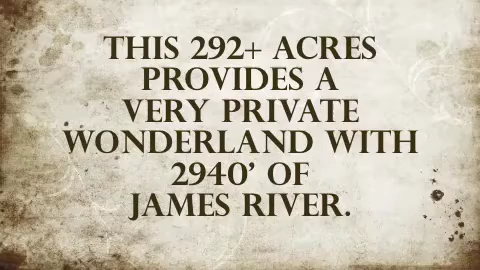 THIS 292+ ACRES
PROVIDES A
VERY PRIVATE
WONDERLAND WITH
2940’ OF
JAMES RIVER.